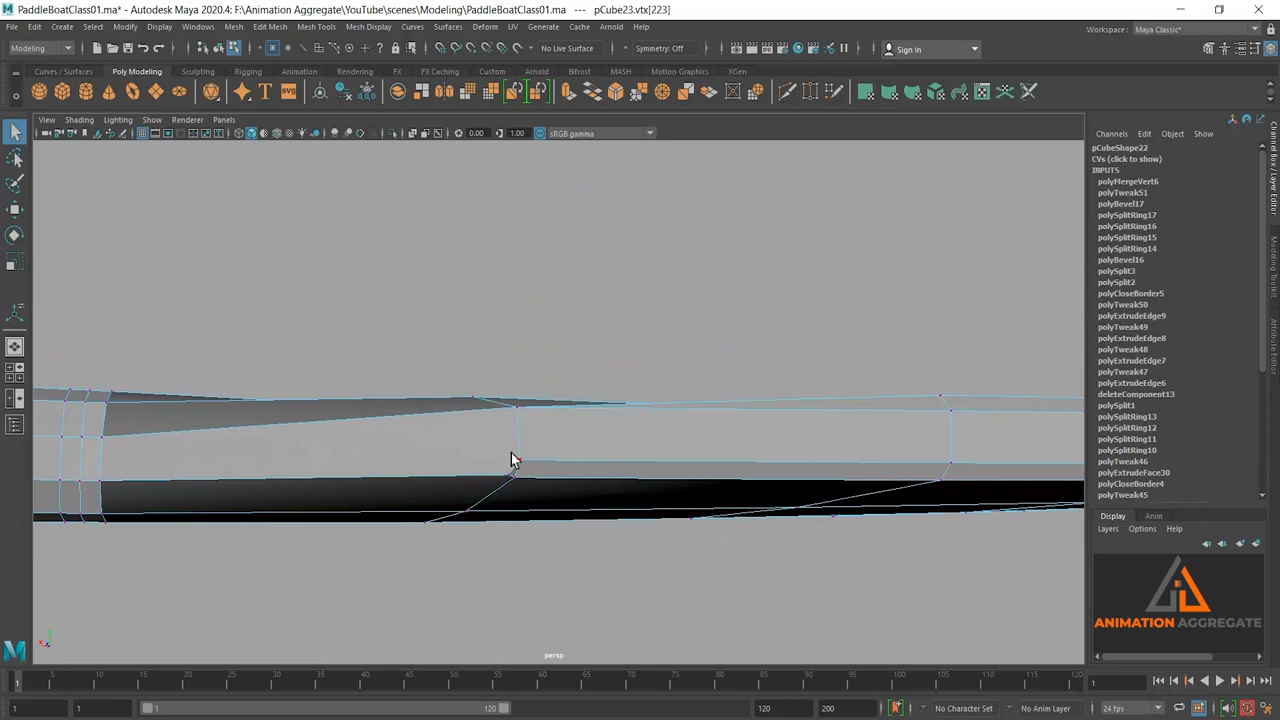 PaddleBoatClass01.ma* - Autodesk Maya 2020.4: F:\Animation Aggregate\YouTube\scenes\Modeling\PaddleBoatClass01.ma --- pCube23.vtx[223]
File Edit Create Select Modify Display Windows Mesh Edit Mesh Mesh Tools Mesh Display Curves Surfaces Deform UV Generate Cache Arnold Help
Workspace: Maya Classic*
Modeling No Live Surface Symmetry: Off Sign In
Curves / Surfaces Poly Modeling Sculpting Rigging Animation Rendering FX FX Caching Custom Arnold Bifrost MASH Motion Graphics XGen
View Shading Lighting Show Renderer Panels
0.00 1.00 sRGB gamma
Channels Edit Object Show
pCubeShape22
CVs (click to show)
INPUTS
polyMergeVert6
polyTweak51
polyBevel17
polySplitRing17
polySplitRing16
polySplitRing15
polySplitRing14
polyBevel16
polySplit3
polySplit2
polyCloseBorder5
polyTweak50
polyExtrudeEdge9
polyTweak49
polyExtrudeEdge8
polyTweak48
polyExtrudeEdge7
polyTweak47
polyExtrudeEdge6
deleteComponent13
polySplit1
polySplitRing13
polySplitRing12
polySplitRing11
polySplitRing10
polyTweak46
polyExtrudeFace30
polyCloseBorder4
polyTweak45
Display Anim
Layers Options Help
ANIMATION AGGREGATE
Channel Box / Layer Editor
Modeling Toolkit
Attribute Editor
persp
1 5 10 15 20 25 30 35 40 45 50 55 60 65 70 75 80 85 90 95 100 105 110 115 120
1
1 1 1 120 120 200 No Character Set No Anim Layer 24 fps